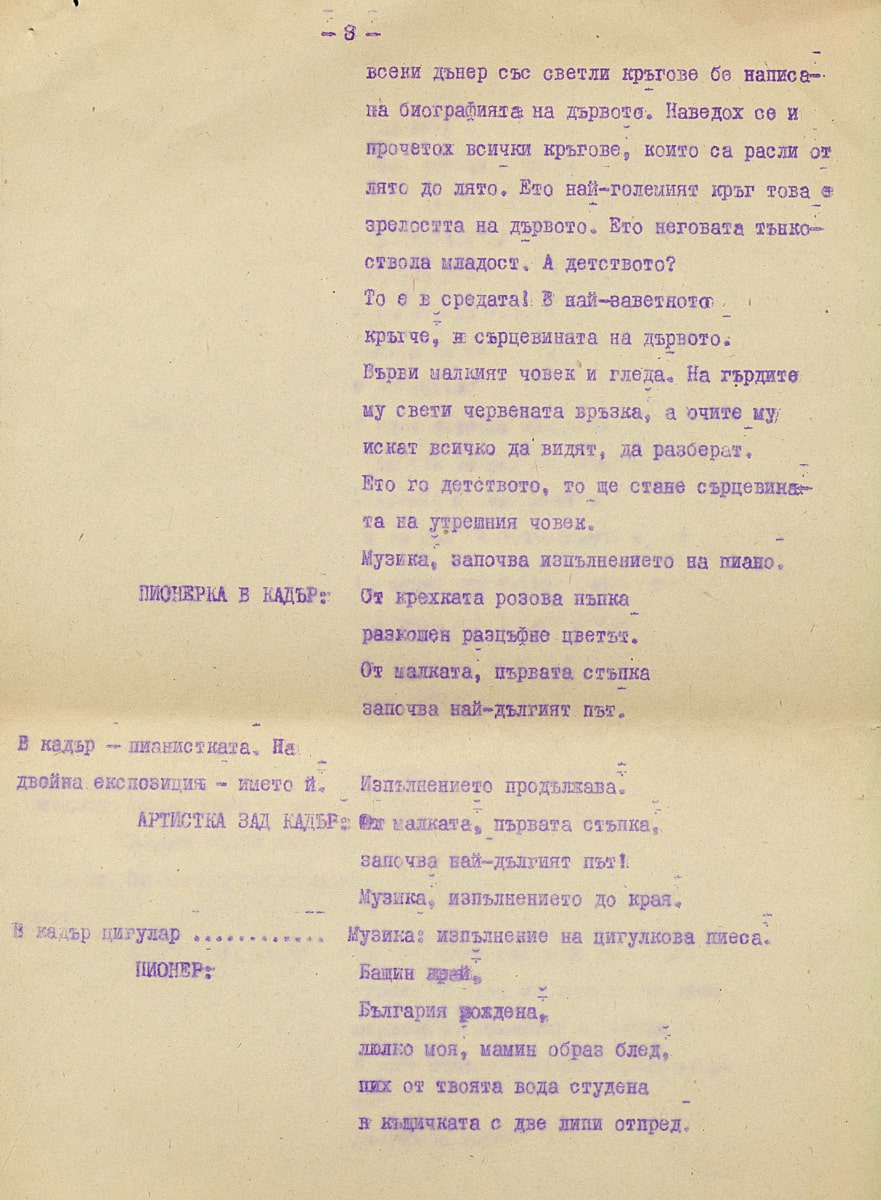 - 8 -
всеки дънер със светли кръгове бе написа-
на биографията на дървото. Наведох се и
прочетох всички кръгове, които са расли от
лято до лято. Ето най-големият кръг това е
зрелостта на дървото. Ето неговата тънко-
ствола младост. А детството?
То е в средата! В най-заветното
кръгче, в сърцевината на дървото.
Върви малкият човек и гледа. На гърдите
му свети червената връзка, а очите му
искат всичко да видят, да разберат.
Ето го детството, то ще стане сърцевина-
та на утрешния човек.
Музика, започва изпълнението на пиано.
ПИОНЕРКА В КАДЪР: От крехката розова пъпка
разкошен разцъфне цветът.
От малката, първата стъпка
започва най-дългият път.
В кадър - пианистката. На
двойна експозиция - името й. Изпълнението продължава.
АРТИСТКА ЗАД КАДЪР: От малката, първата стъпка,
започва най-дългият път!
Музика, изпълнението до края.
В кадър цигулар ............ Музика: изпълнение на цигулкова пиеса.
ПИОНЕР: Бащин край,
България рождена,
люлко моя, мамин образ блед,
пих от твоята вода студена
в къщичката с две липи отпред.